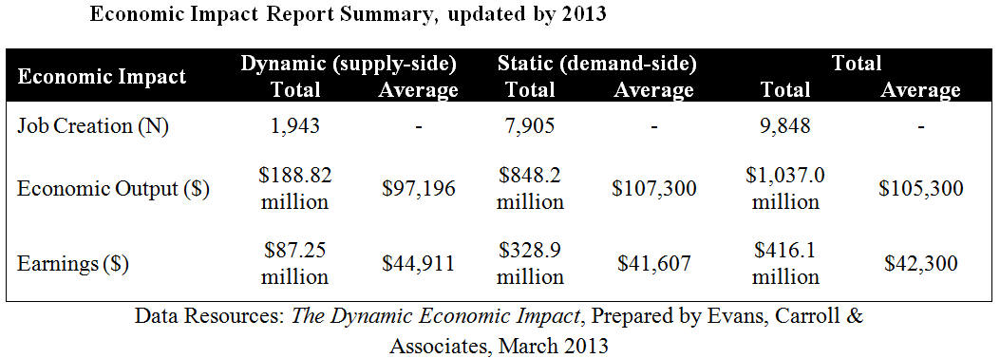 Economic Impact Report Summary, updated by 2013
Economic Impact Dynamic (supply-side) Static (demand-side) Total
Total Average Total Average Total Average
Job Creation (N) 1,943 - 7,905 - 9,848 -
Economic Output ($) $188.82 million $97,196 $848.2 million $107,300 $1,037.0 million $105,300
Earnings ($) $87.25 million $44,911 $328.9 million $41,607 $416.1 million $42,300
Data Resources: The Dynamic Economic Impact, Prepared by Evans, Carroll &
Associates, March 2013